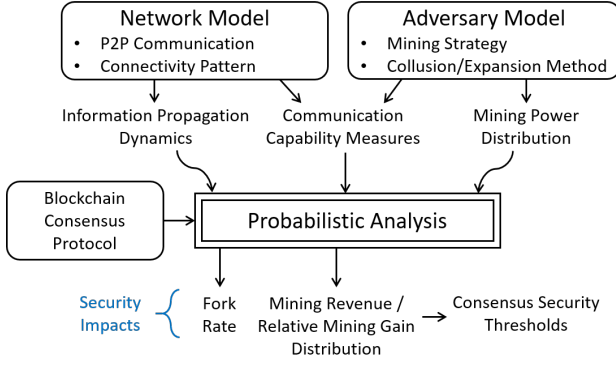 Network Model
• P2P Communication
• Connectivity Pattern
Adversary Model
• Mining Strategy
• Collusion/Expansion Method
Information Propagation
Dynamics
Communication
Capability Measures
Mining Power
Distribution
Blockchain
Consensus
Protocol
Probabilistic Analysis
Security
Impacts
Fork
Rate
Mining Revenue /
Relative Mining Gain
Distribution
Consensus Security
Thresholds